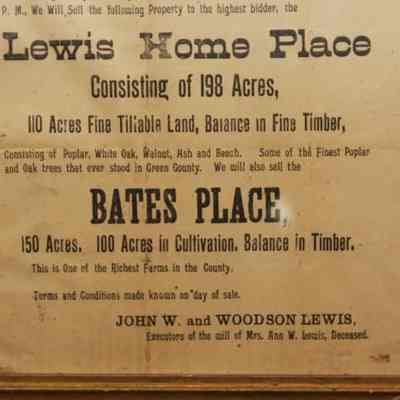 P. M., We Will Sell the following Property to the highest bidder, the
Lewis Home Place
Consisting of 198 Acres,
110 Acres Fine Tillable Land, Balance in Fine Timber,
Consisting of Poplar, White Oak, Walnut, Ash and Beech. Some of the Finest Poplar
and Oak trees that ever stood in Green County. We will also sell the
BATES PLACE,
150 Acres. 100 Acres in Cultivation. Balance in Timber.
This is One of the Richest Farms in the County.
Terms and Conditions made known on day of sale.
JOHN W. and WOODSON LEWIS,
Executors of the will of Mrs. Ann W. Lewis, Deceased.